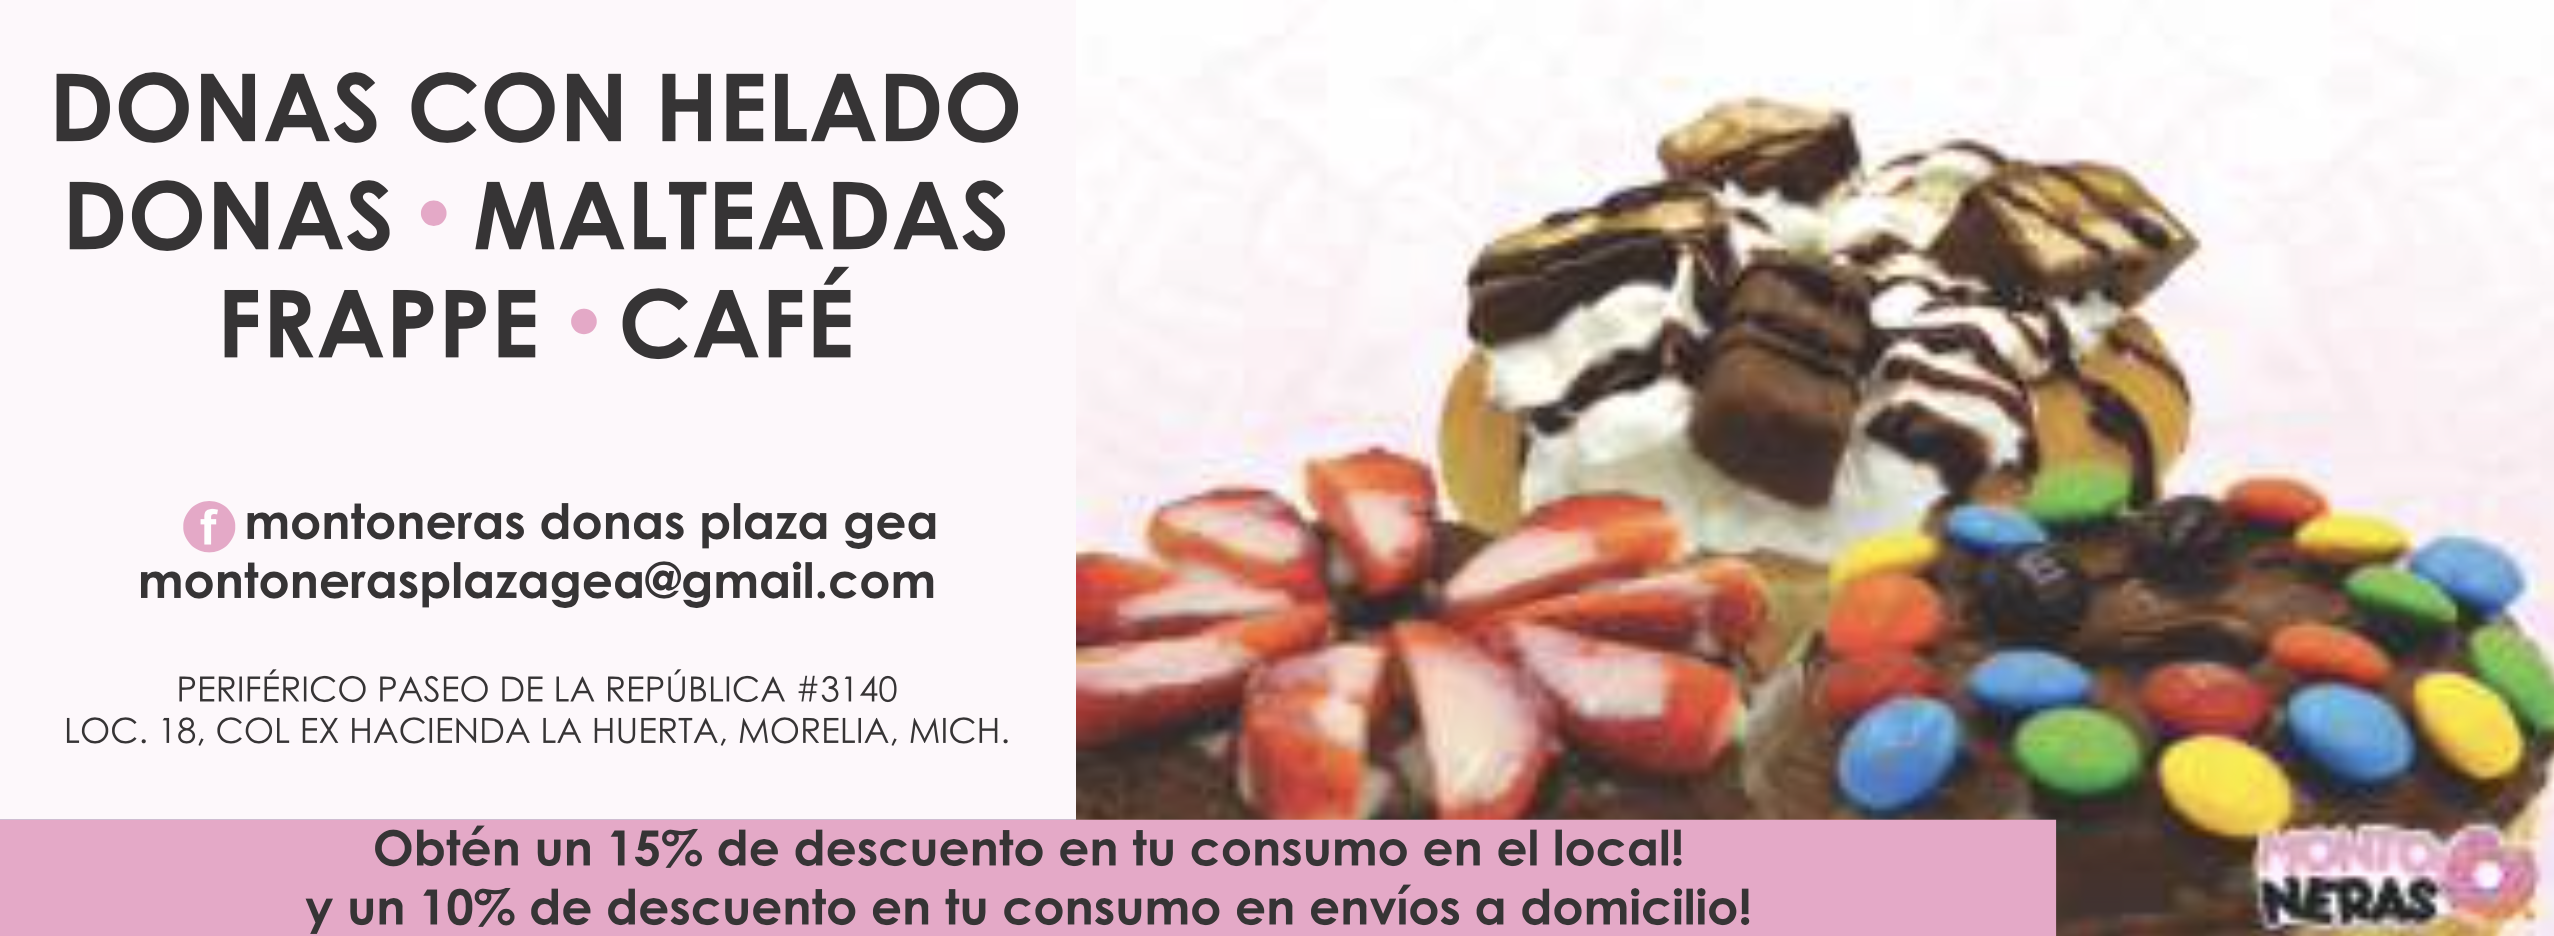 DONAS CON HELADO
DONAS • MALTEADAS
FRAPPE • CAFÉ
f montoneras donas plaza gea
montonerasplazagea@gmail.com
PERIFÉRICO PASEO DE LA REPÚBLICA #3140
LOC. 18, COL EX HACIENDA LA HUERTA, MORELIA, MICH.
Obtén un 15% de descuento en tu consumo en el local!
y un 10% de descuento en tu consumo en envíos a domicilio!
MONTO
NERAS